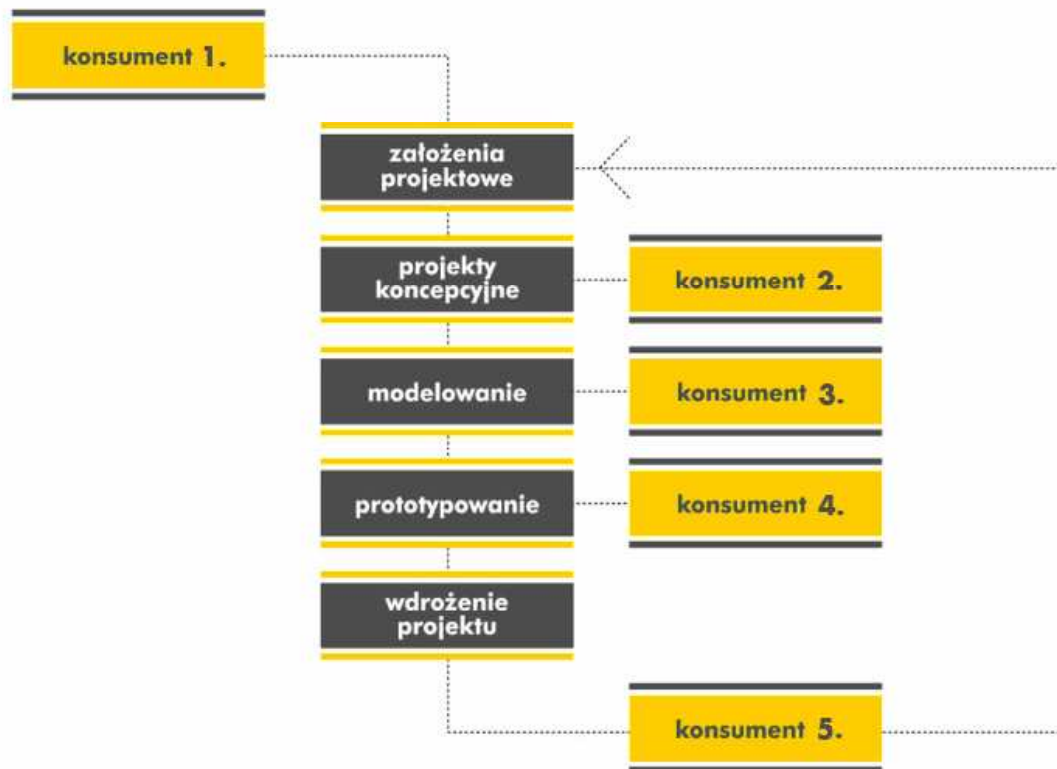 konsument 1.
założenia
projektowe
projekty
koncepcyjne
konsument 2.
modelowanie
konsument 3.
prototypowanie
konsument 4.
wdrożenie
projektu
konsument 5.